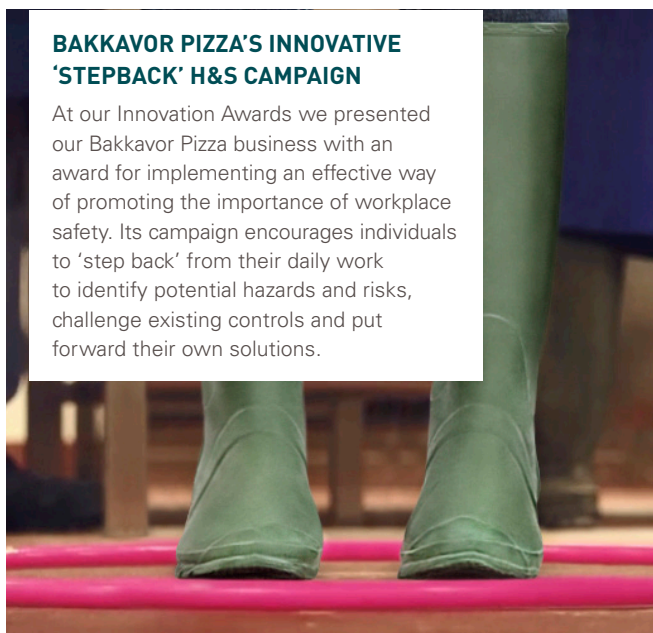 BAKKAVOR PIZZA’S INNOVATIVE
‘STEPBACK’ H&S CAMPAIGN
At our Innovation Awards we presented
our Bakkavor Pizza business with an
award for implementing an effective way
of promoting the importance of workplace
safety. Its campaign encourages individuals
to ‘step back’ from their daily work
to identify potential hazards and risks,
challenge existing controls and put
forward their own solutions.